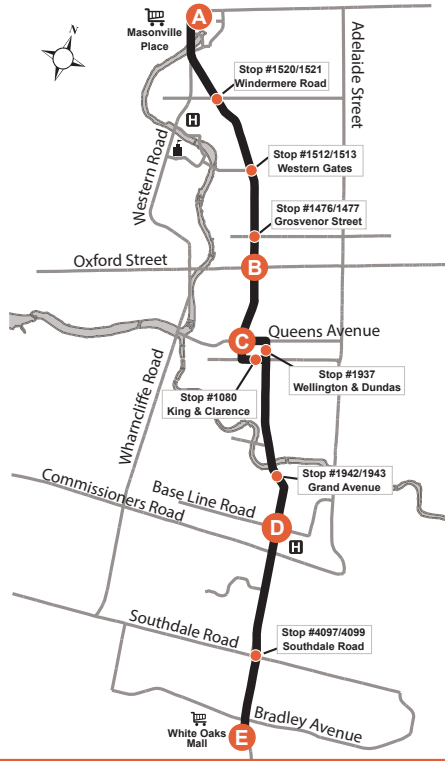 A
Masonville
Place
N
Adelaide Street
Stop #1520/1521
Windermere Road
H
Western Road
Stop #1512/1513
Western Gates
Stop #1476/1477
Grosvenor Street
Oxford Street
B
C
Queens Avenue
Stop #1937
Wellington & Dundas
Stop #1080
King & Clarence
Wharncliffe Road
Stop #1942/1943
Grand Avenue
Commissioners Road
Base Line Road
D
H
Southdale Road
Stop #4097/4099
Southdale Road
Bradley Avenue
White Oaks
Mall
E